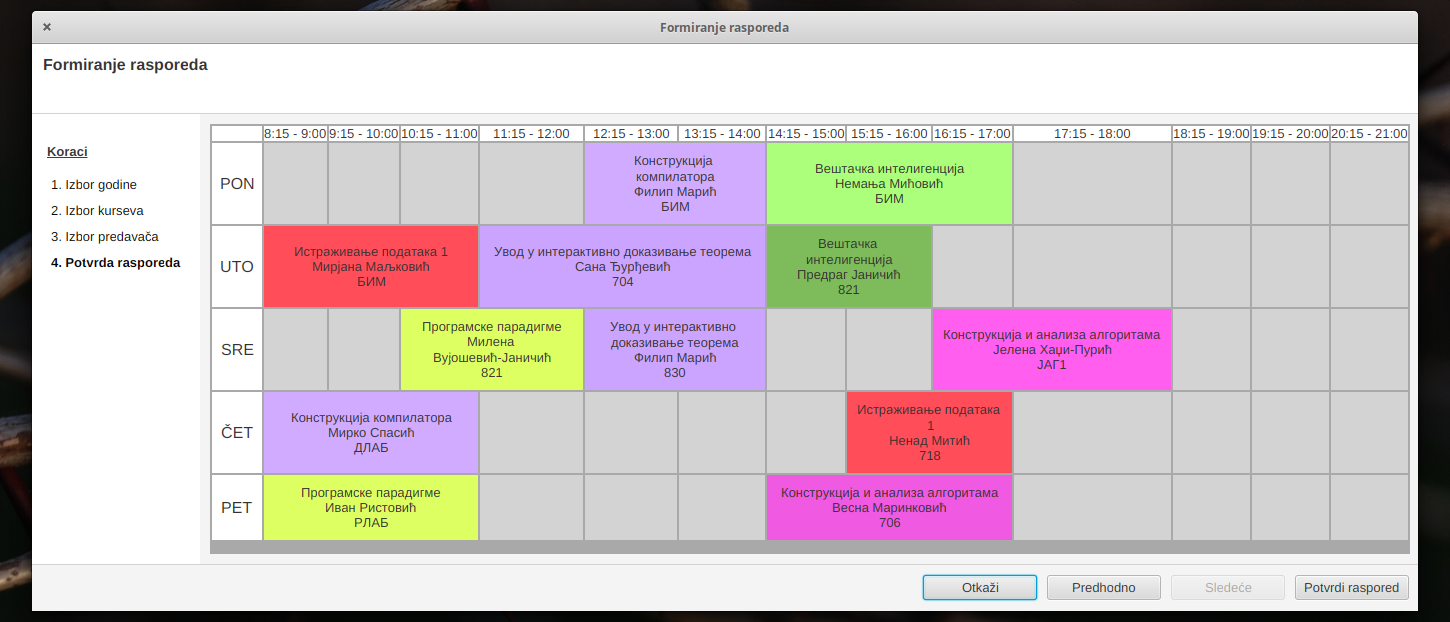 Formiranje rasporeda
Formiranje rasporeda
Koraci
1. Izbor godine
2. Izbor kurseva
3. Izbor predavača
4. Potvrda rasporeda
8:15 - 9:00 9:15 - 10:00 10:15 - 11:00 11:15 - 12:00 12:15 - 13:00 13:15 - 14:00 14:15 - 15:00 15:15 - 16:00 16:15 - 17:00 17:15 - 18:00 18:15 - 19:00 19:15 - 20:00 20:15 - 21:00
PON
Конструкција
компилатора
Филип Марић
БИМ
Вештачка интелигенција
Немања Мићовић
БИМ
UTO
Истраживање података 1
Мирјана Маљковић
БИМ
Увод у интерактивно доказивање теорема
Сана Ђурђевић
704
Вештачка
интелигенција
Предраг Јаничић
821
SRE
Програмске парадигме
Милена
Вујошевић-Јаничић
821
Увод у интерактивно
доказивање теорема
Филип Марић
830
Конструкција и анализа алгоритама
Јелена Хаџи-Пурић
ЈАГ1
ČET
Конструкција компилатора
Мирко Спасић
ДЛАБ
Истраживање података
1
Ненад Митић
718
PET
Програмске парадигме
Иван Ристовић
РЛАБ
Конструкција и анализа алгоритама
Весна Маринковић
706
Otkaži Predhodno Sledeće Potvrdi raspored